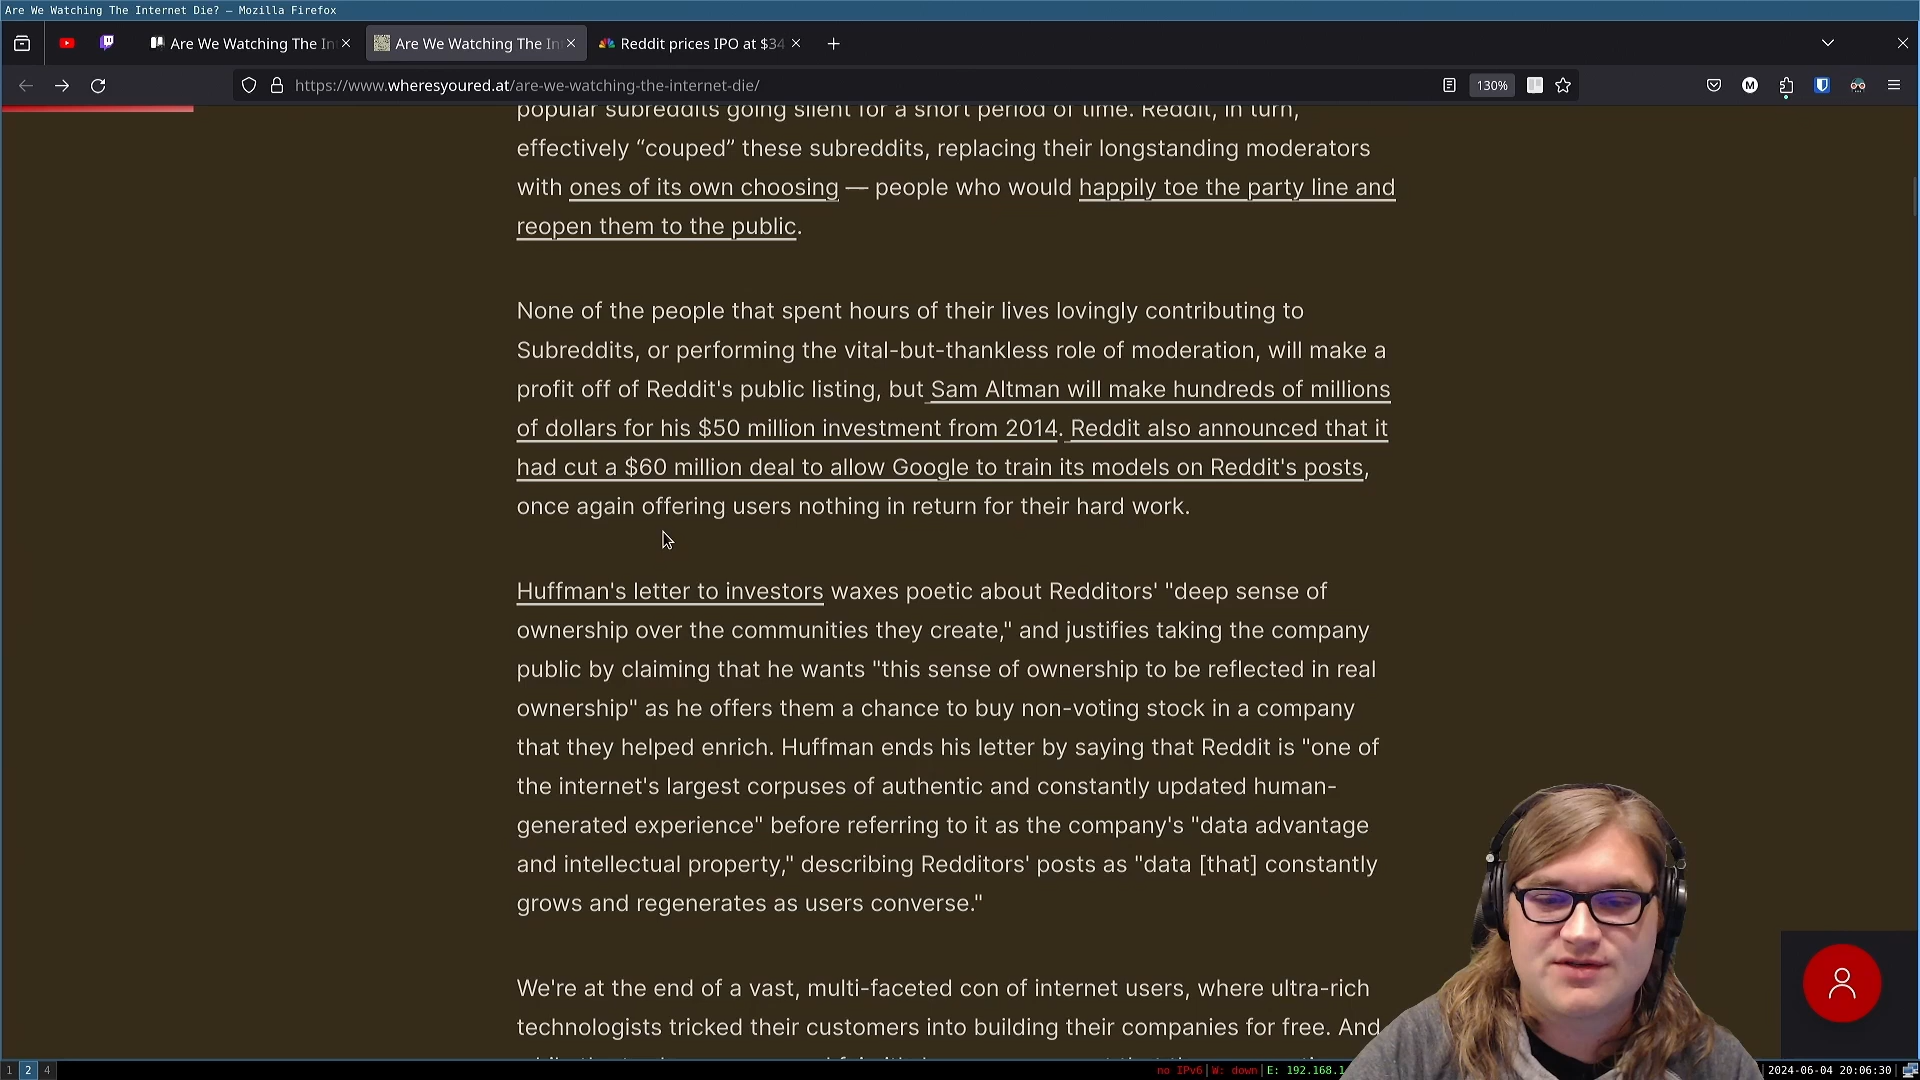 Are We Watching The Internet Die? — Mozilla Firefox
Are We Watching The In
Are We Watching The In
Reddit prices IPO at $34
https://www.wheresyoured.at/are-we-watching-the-internet-die/
130%
popular subreddits going silent for a short period of time. Reddit, in turn,
effectively “couped” these subreddits, replacing their longstanding moderators
with ones of its own choosing — people who would happily toe the party line and
reopen them to the public.
None of the people that spent hours of their lives lovingly contributing to
Subreddits, or performing the vital-but-thankless role of moderation, will make a
profit off of Reddit's public listing, but Sam Altman will make hundreds of millions
of dollars for his $50 million investment from 2014. Reddit also announced that it
had cut a $60 million deal to allow Google to train its models on Reddit's posts,
once again offering users nothing in return for their hard work.
Huffman's letter to investors waxes poetic about Redditors' "deep sense of
ownership over the communities they create," and justifies taking the company
public by claiming that he wants "this sense of ownership to be reflected in real
ownership" as he offers them a chance to buy non-voting stock in a company
that they helped enrich. Huffman ends his letter by saying that Reddit is "one of
the internet's largest corpuses of authentic and constantly updated human-
generated experience" before referring to it as the company's "data advantage
and intellectual property," describing Redditors' posts as "data [that] constantly
grows and regenerates as users converse."
We're at the end of a vast, multi-faceted con of internet users, where ultra-rich
technologists tricked their customers into building their companies for free. And
1 2 4
no IPv6|W: down|E: 192.168.1
2024-06-04 20:06:30